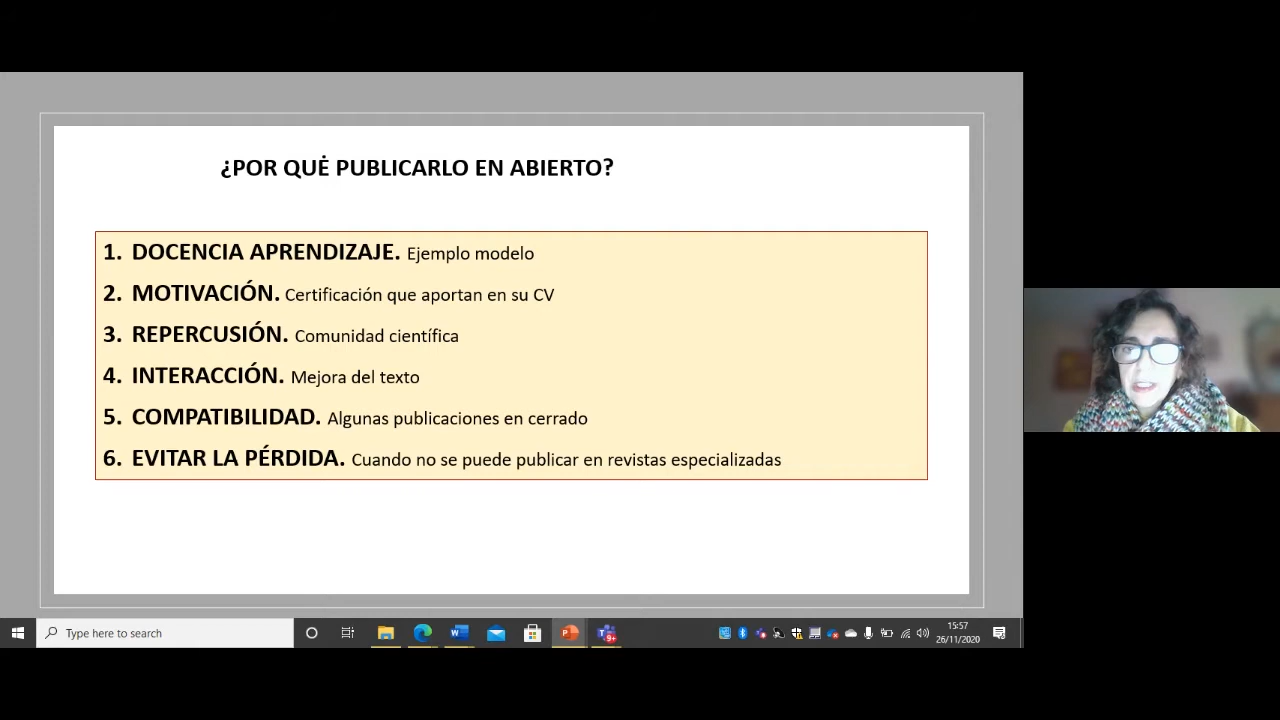 ¿POR QUĖ PUBLICARLO EN ABIERTO?
1. DOCENCIA APRENDIZAJE. Ejemplo modelo
2. MOTIVACIÓN. Certificación que aportan en su CV
3. REPERCUSIÓN. Comunidad científica
4. INTERACCIÓN. Mejora del texto
5. COMPATIBILIDAD. Algunas publicaciones en cerrado
6. EVITAR LA PÉRDIDA. Cuando no se puede publicar en revistas especializadas
Type here to search
15:57
26/11/2020